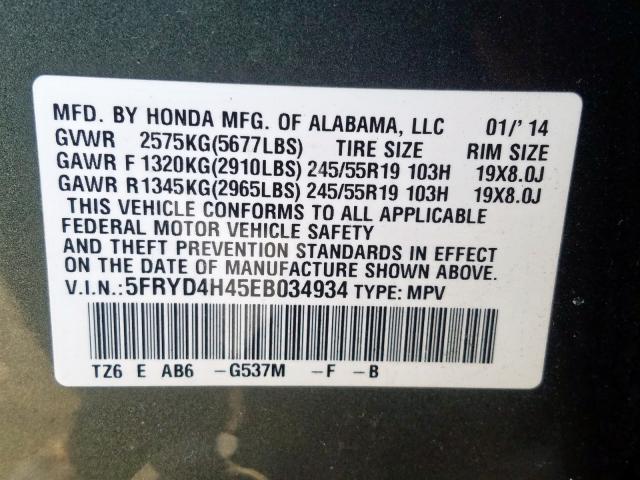 MFD. BY HONDA MFG. OF ALABAMA, LLC 01/' 14
GVWR 2575KG(5677LBS) TIRE SIZE RIM SIZE
GAWR F 1320KG(2910LBS) 245/55R19 103H 19X8.0J
GAWR R1345KG(2965LBS) 245/55R19 103H 19X8.0J
THIS VEHICLE CONFORMS TO ALL APPLICABLE
FEDERAL MOTOR VEHICLE SAFETY
AND THEFT PREVENTION STANDARDS IN EFFECT
ON THE DATE OF MANUFACTURE SHOWN ABOVE.
V.I.N.:5FRYD4H45EB034934 TYPE: MPV
TZ6 E AB6 -G537M -F -B